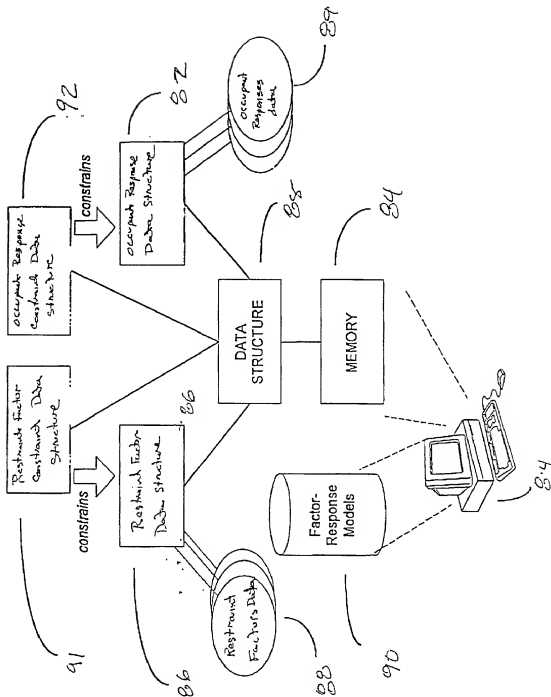 92
91
Occupant Response
Constraint Data
Structure
Restraint Factor
Constraint Data
Structure
constrains
constrains
82
86
Occupant Response
Data Structure
Restraint Factor
Data Structure
86
89
Occupant
Responses
data
Restraint
Factors Data
88
DATA
STRUCTURE
85
MEMORY
84
Factor-
Response
Models
90
84